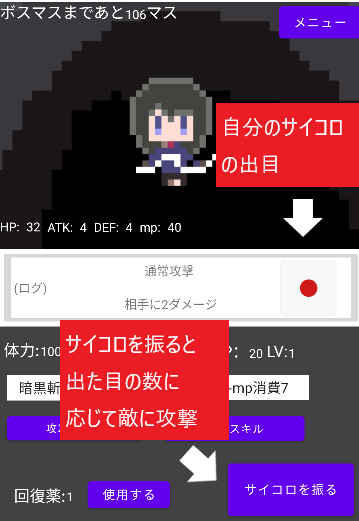 ボスマスまであと106マス
メニュー
自分のサイコロ
の出目
HP: 32 ATK: 4 DEF: 4 mp: 40
通常攻撃
(ログ)
相手に2ダメージ
体力:100
P: 20 LV:1
サイコロを振ると
出た目の数に
応じて敵に攻撃
暗黒斬
-mp消費7
スキル
サイコロを振る
回復薬:1
使用する